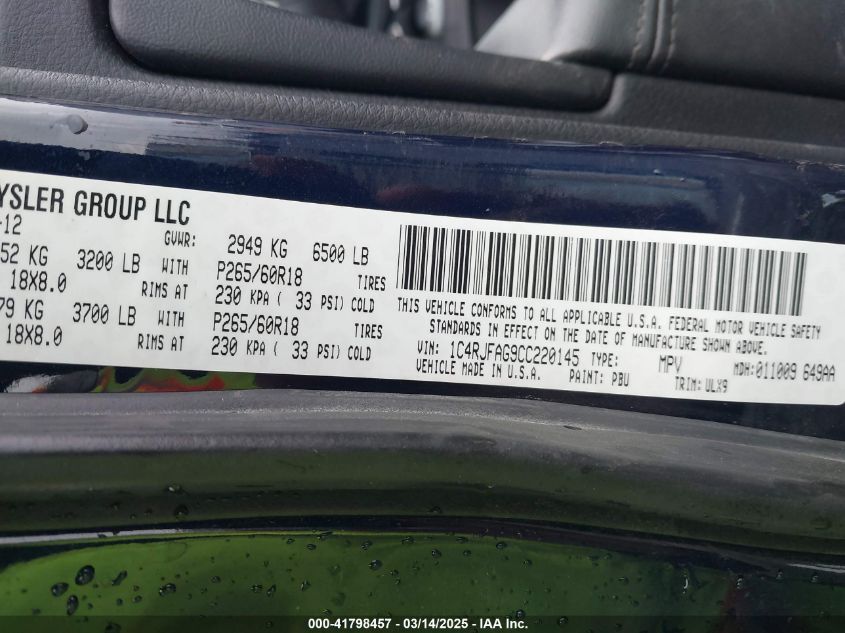 YSLER GROUP LLC
-12
GVWR: 2949 KG 6500 LB
52 KG 3200 LB WITH P265/60R18 TIRES
18X8.0 RIMS AT 230 KPA ( 33 PSI) COLD
79 KG 3700 LB WITH P265/60R18 TIRES
18X8.0 RIMS AT 230 KPA ( 33 PSI) COLD
THIS VEHICLE CONFORMS TO ALL APPLICABLE U.S.A. FEDERAL MOTOR VEHICLE SAFETY
STANDARDS IN EFFECT ON THE DATE OF MANUFACTURE SHOWN ABOVE.
VIN: 1C4RJFAG9CC220145 TYPE: MPV MDH:011009 649AA
VEHICLE MADE IN U.S.A. PAINT: PBU TRIM: ULX9
000-41798457 — 03/14/2025 — IAA Inc.